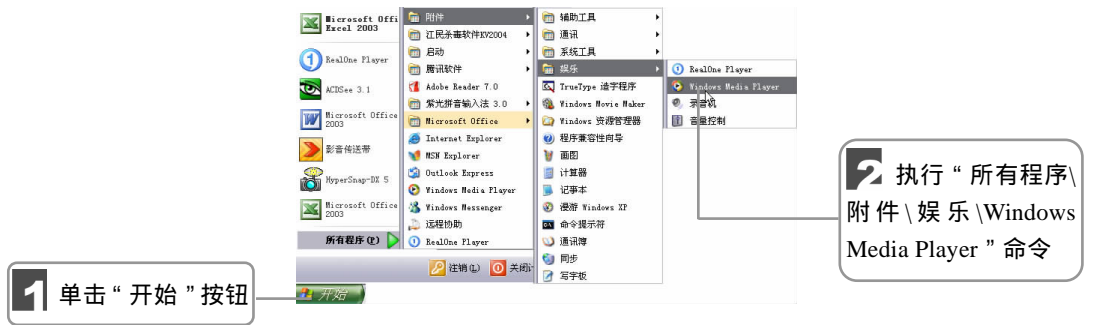 Microsoft Offi
Excel 2003
RealOne Player
ACDSee 3.1
Microsoft Office
2003
影音传送带
HyperSnap-DX 5
Microsoft Office
2003
所有程序(P)
附件
江民杀毒软件KV2004
启动
腾讯软件
Adobe Reader 7.0
紫光拼音输入法 3.0
Microsoft Office
Internet Explorer
MSN Explorer
Outlook Express
Windows Media Player
Windows Messenger
远程协助
RealOne Player
注销(L)
关闭
开始
辅助工具
通讯
系统工具
娱乐
TrueType 造字程序
Windows Movie Maker
Windows 资源管理器
程序兼容性向导
画图
计算器
记事本
漫游 Windows XP
命令提示符
通讯簿
同步
写字板
RealOne Player
Windows Media Player
录音机
音量控制
1 单击“开始”按钮
2 执行“所有程序\
附件\娱乐\Windows
Media Player”命令